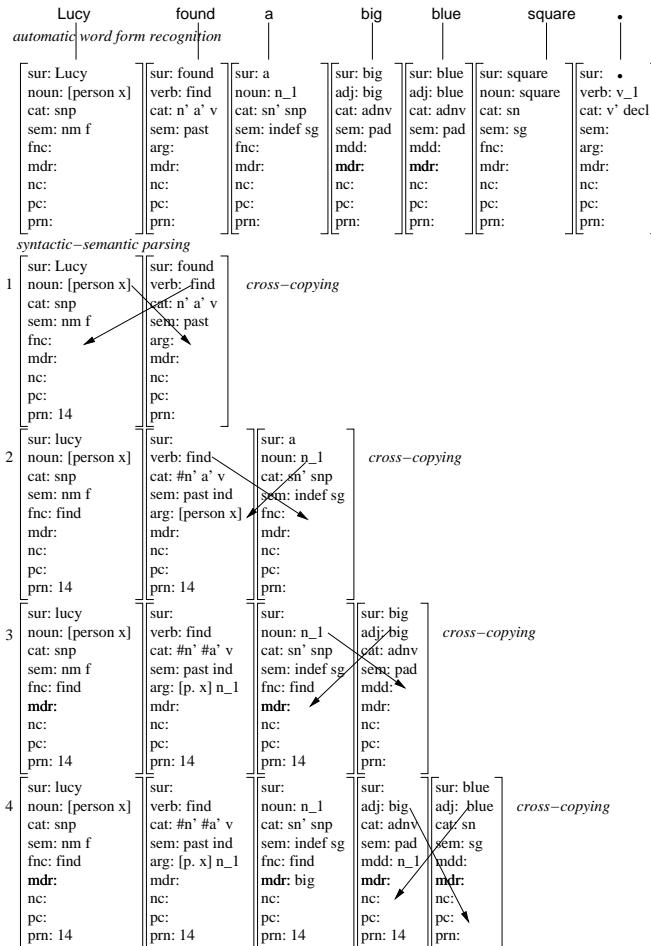 Lucy found a big blue square .
automatic word form recognition
sur: Lucy sur: found sur: a sur: big sur: blue sur: square sur: .
noun: [person x] verb: find noun: n_1 adj: big adj: blue noun: square verb: v_1
cat: snp cat: n' a' v cat: sn' snp cat: adnv cat: adnv cat: sn cat: v' decl
sem: nm f sem: past sem: indef sg sem: pad sem: pad sem: sg sem:
fnc: arg: fnc: mdd: mdd: fnc: arg:
mdr: mdr: mdr: mdr: mdr: mdr: mdr:
nc: nc: nc: nc: nc: nc: nc:
pc: pc: pc: pc: pc: pc: pc:
prn: prn: prn: prn: prn: prn: prn:
syntactic−semantic parsing
sur: Lucy sur: found
1 noun: [person x] verb: find cross−copying
cat: snp cat: n' a' v
sem: nm f sem: past
fnc: arg:
mdr: mdr:
nc: nc:
pc: pc:
prn: 14 prn:
sur: lucy sur: sur: a
2 noun: [person x] verb: find noun: n_1 cross−copying
cat: snp cat: #n' a' v cat: sn' snp
sem: nm f sem: past ind sem: indef sg
fnc: find arg: [person x] fnc:
mdr: mdr: mdr:
nc: nc: nc:
pc: pc: pc:
prn: 14 prn: 14 prn:
sur: lucy sur: sur: sur: big
3 noun: [person x] verb: find noun: n_1 adj: big cross−copying
cat: snp cat: #n' #a' v cat: sn' snp cat: adnv
sem: nm f sem: past ind sem: indef sg sem: pad
fnc: find arg: [p. x] n_1 fnc: find mdd:
mdr: mdr: mdr: mdr:
nc: nc: nc: nc:
pc: pc: pc: pc:
prn: 14 prn: 14 prn: 14 prn:
sur: lucy sur: sur: sur: sur: blue
4 noun: [person x] verb: find noun: n_1 adj: big adj: blue cross−copying
cat: snp cat: #n' #a' v cat: sn' snp cat: adnv cat: sn
sem: nm f sem: past ind sem: indef sg sem: pad sem: sg
fnc: find arg: [p. x] n_1 fnc: find mdd: n_1 mdd:
mdr: mdr: mdr: big mdr: mdr:
nc: nc: nc: nc: nc:
pc: pc: pc: pc: pc:
prn: 14 prn: 14 prn: 14 prn: 14 prn: